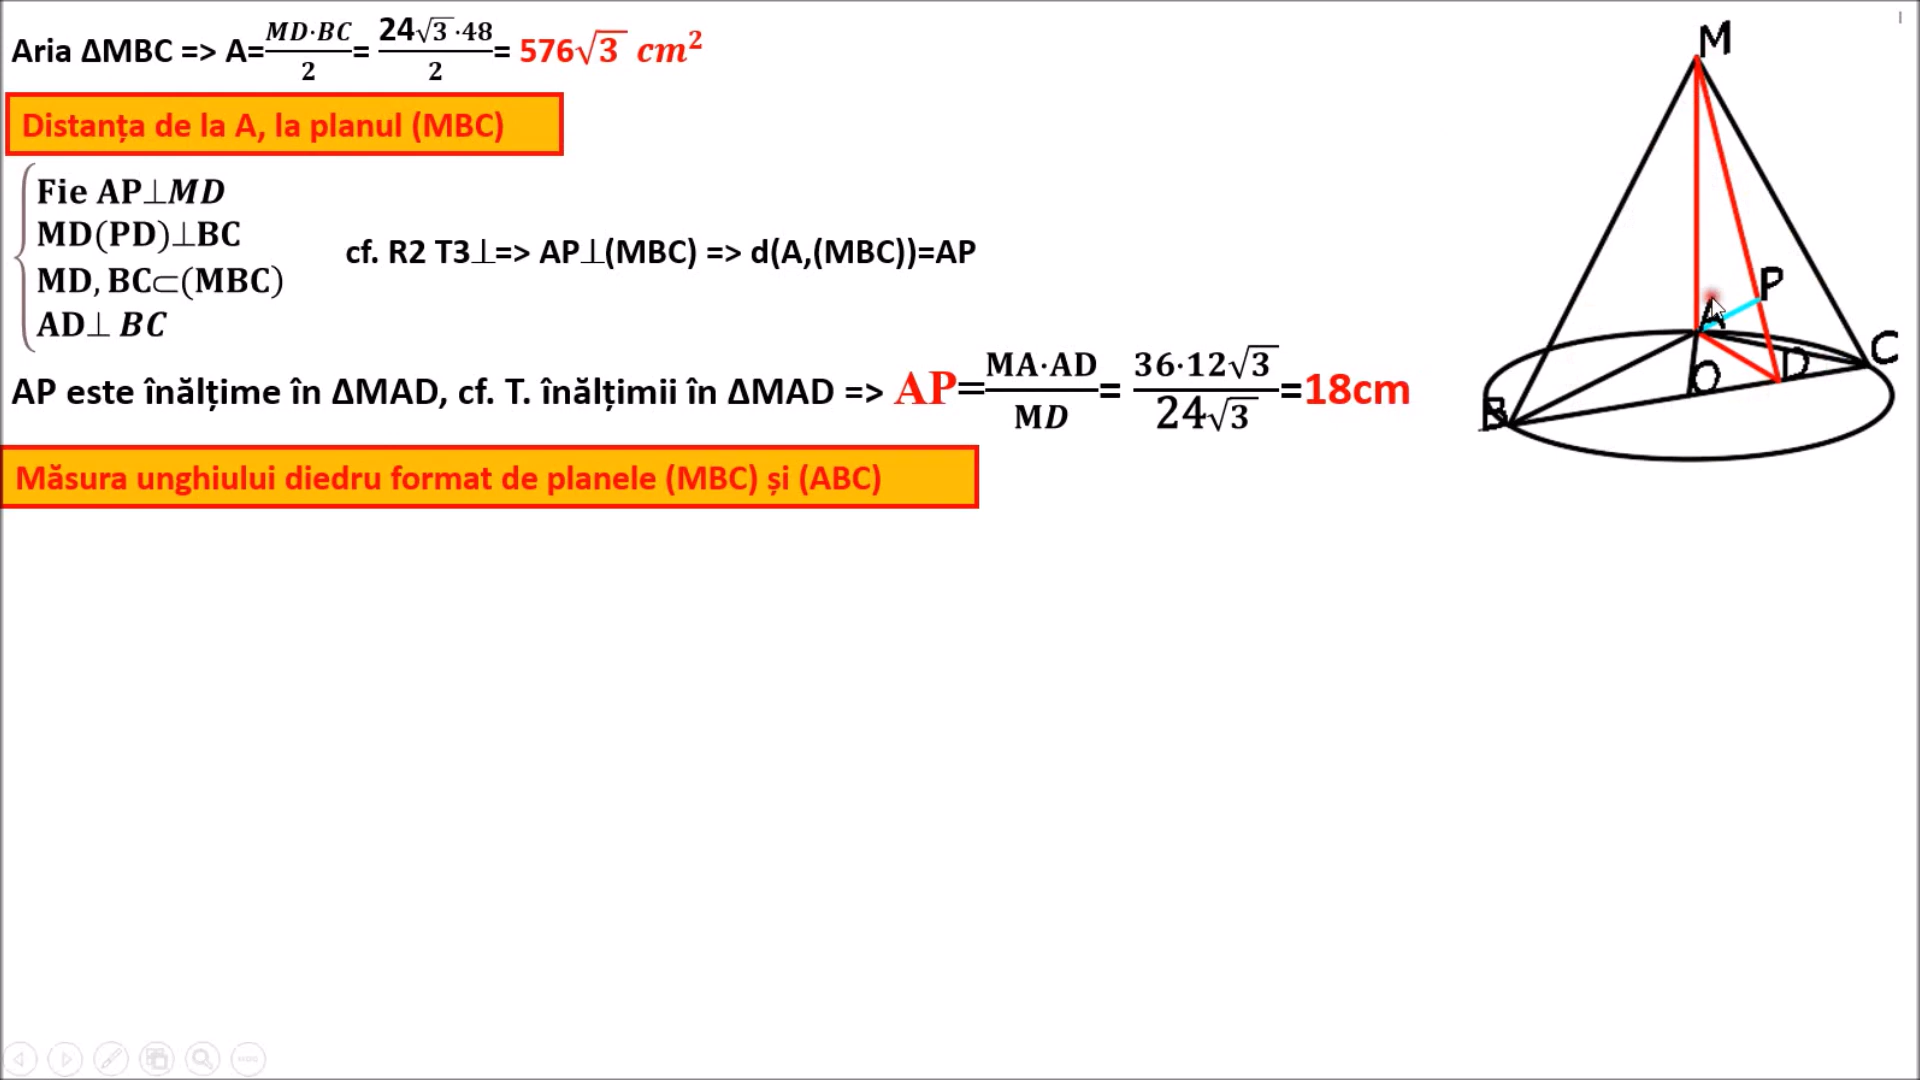 Aria ΔMBC => A=MD·BC/2= 24√3·48/2= 576√3 cm²
Distanța de la A, la planul (MBC)
Fie AP⊥MD
MD(PD)⊥BC
MD, BC⊂(MBC)
AD⊥ BC
cf. R2 T3⊥=> AP⊥(MBC) => d(A,(MBC))=AP
AP este înălțime în ΔMAD, cf. T. înălțimii în ΔMAD => AP=MA·AD/MD= 36·12√3/24√3=18cm
Măsura unghiului diedru format de planele (MBC) și (ABC)
M
P
A
C
D
O
B